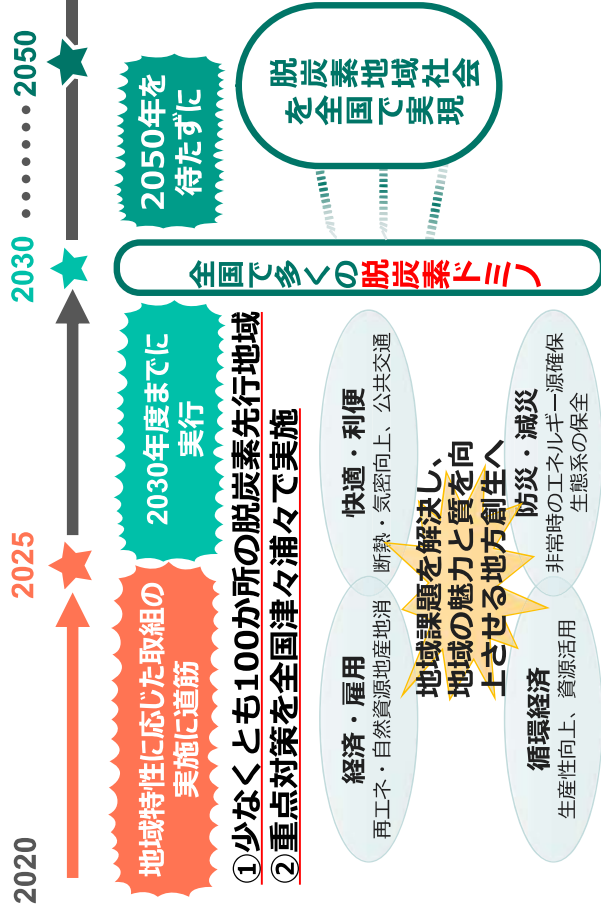 2020
2025
2030
2050
地域特性に応じた取組の
実施に道筋
2030年度までに
実行
2050年を
待たずに
①少なくとも100か所の脱炭素先行地域
②重点対策を全国津々浦々で実施
経済・雇用
再エネ・自然資源地産地消
快適・利便
断熱・気密向上、公共交通
地域課題を解決し、
地域の魅力と質を向
上させる地方創生へ
循環経済
生産性向上、資源活用
防災・減災
非常時のエネルギー源確保
生態系の保全
全国で多くの脱炭素ドミノ
脱炭素地域社会
を全国で実現